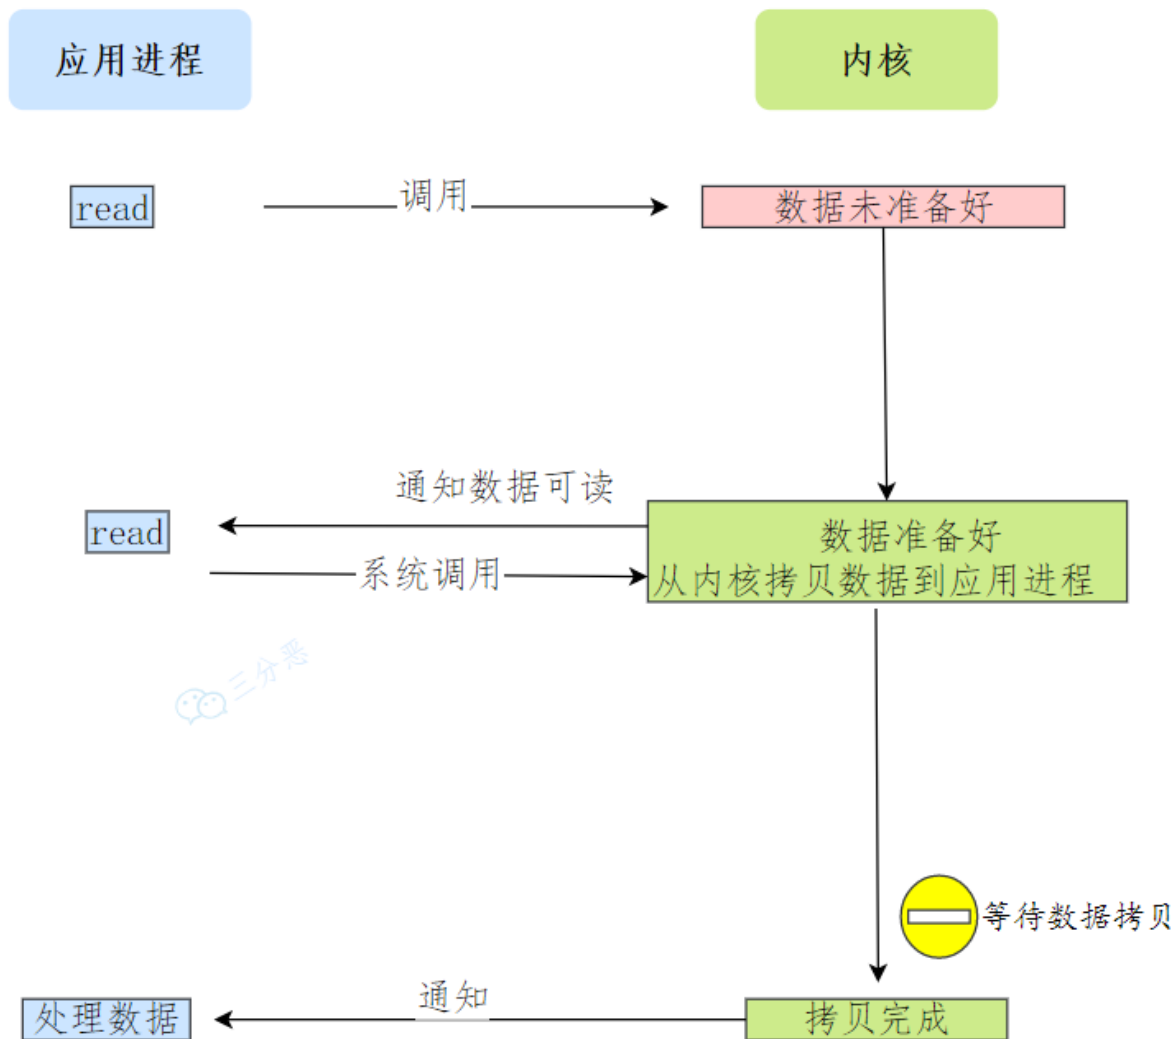 应用进程
内核
read
调用
数据未准备好
通知数据可读
read
数据准备好
系统调用
从内核拷贝数据到应用进程
三分恶
等待数据拷贝
处理数据
通知
拷贝完成